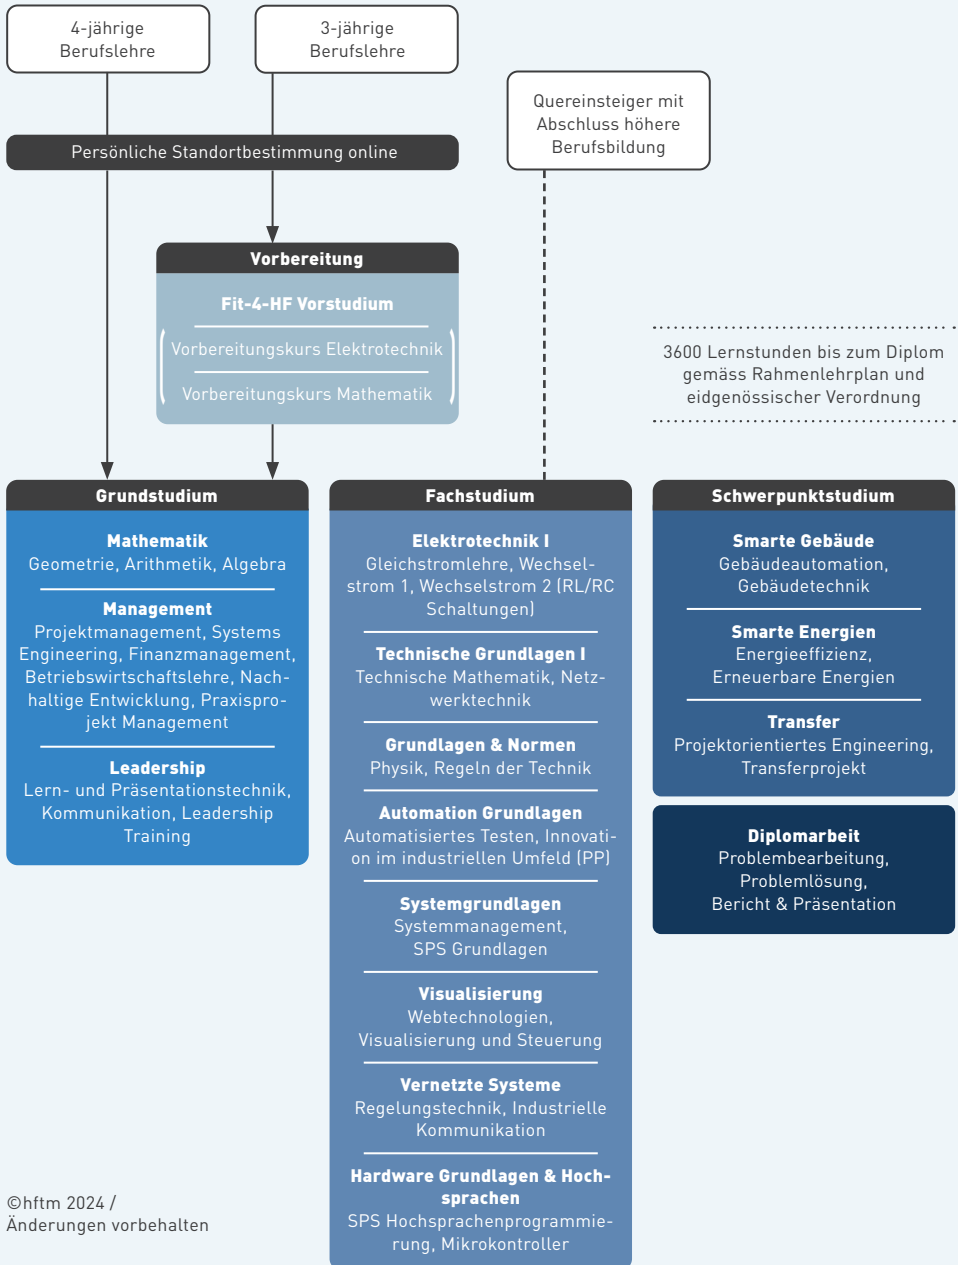 4-jährige
Berufslehre
3-jährige
Berufslehre
Quereinsteiger mit
Abschluss höhere
Berufsbildung
Persönliche Standortbestimmung online
Vorbereitung
Fit-4-HF Vorstudium
Vorbereitungskurs Elektrotechnik
Vorbereitungskurs Mathematik
3600 Lernstunden bis zum Diplom
gemäss Rahmenlehrplan und
eidgenössischer Verordnung
Grundstudium
Mathematik
Geometrie, Arithmetik, Algebra
Management
Projektmanagement, Systems
Engineering, Finanzmanagement,
Betriebswirtschaftslehre, Nach-
haltige Entwicklung, Praxispro-
jekt Management
Leadership
Lern- und Präsentationstechnik,
Kommunikation, Leadership
Training
Fachstudium
Elektrotechnik I
Gleichstromlehre, Wechsel-
strom 1, Wechselstrom 2 (RL/RC
Schaltungen)
Technische Grundlagen I
Technische Mathematik, Netz-
werktechnik
Grundlagen & Normen
Physik, Regeln der Technik
Automation Grundlagen
Automatisiertes Testen, Innovati-
on im industriellen Umfeld (PP)
Systemgrundlagen
Systemmanagement,
SPS Grundlagen
Visualisierung
Webtechnologien,
Visualisierung und Steuerung
Vernetzte Systeme
Regelungstechnik, Industrielle
Kommunikation
Hardware Grundlagen & Hoch-
sprachen
SPS Hochsprachenprogrammie-
rung, Mikrokontroller
Schwerpunktstudium
Smarte Gebäude
Gebäudeautomation,
Gebäudetechnik
Smarte Energien
Energieeffizienz,
Erneuerbare Energien
Transfer
Projektorientiertes Engineering,
Transferprojekt
Diplomarbeit
Problembearbeitung,
Problemlösung,
Bericht & Präsentation
©hftm 2024 /
Änderungen vorbehalten